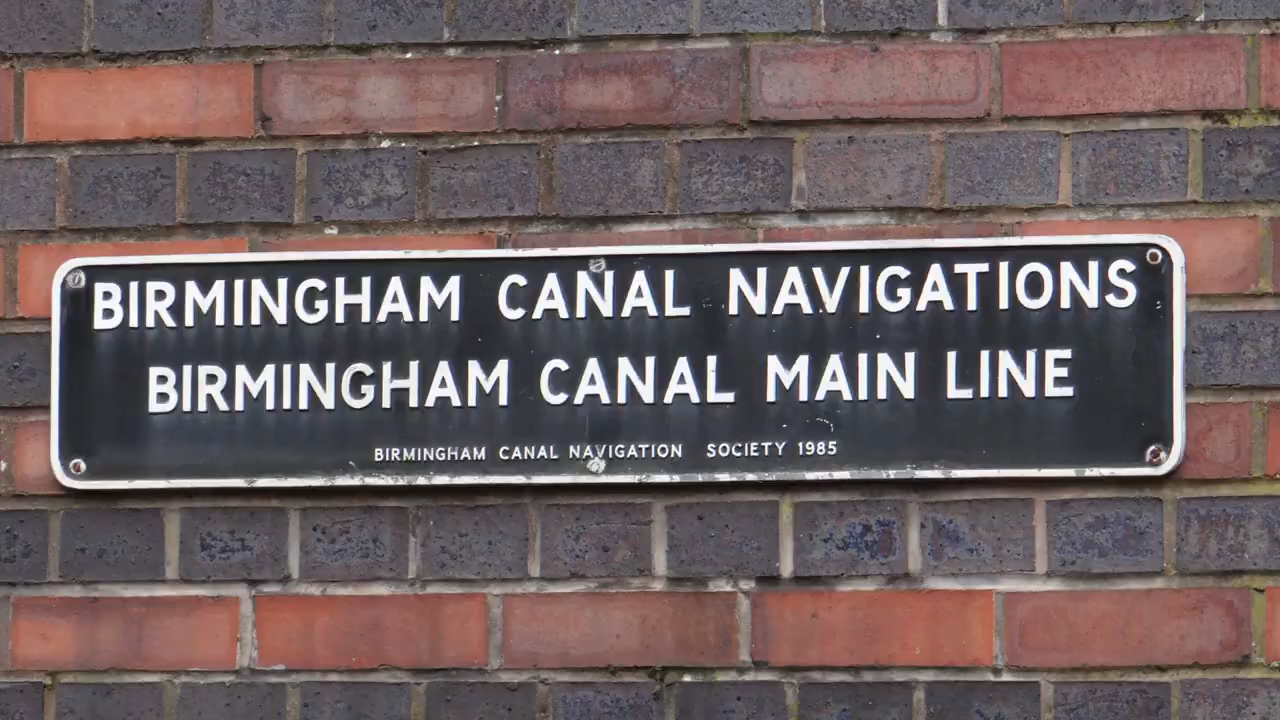 BIRMINGHAM CANAL NAVIGATIONS
BIRMINGHAM CANAL MAIN LINE
BIRMINGHAM CANAL NAVIGATION SOCIETY 1985